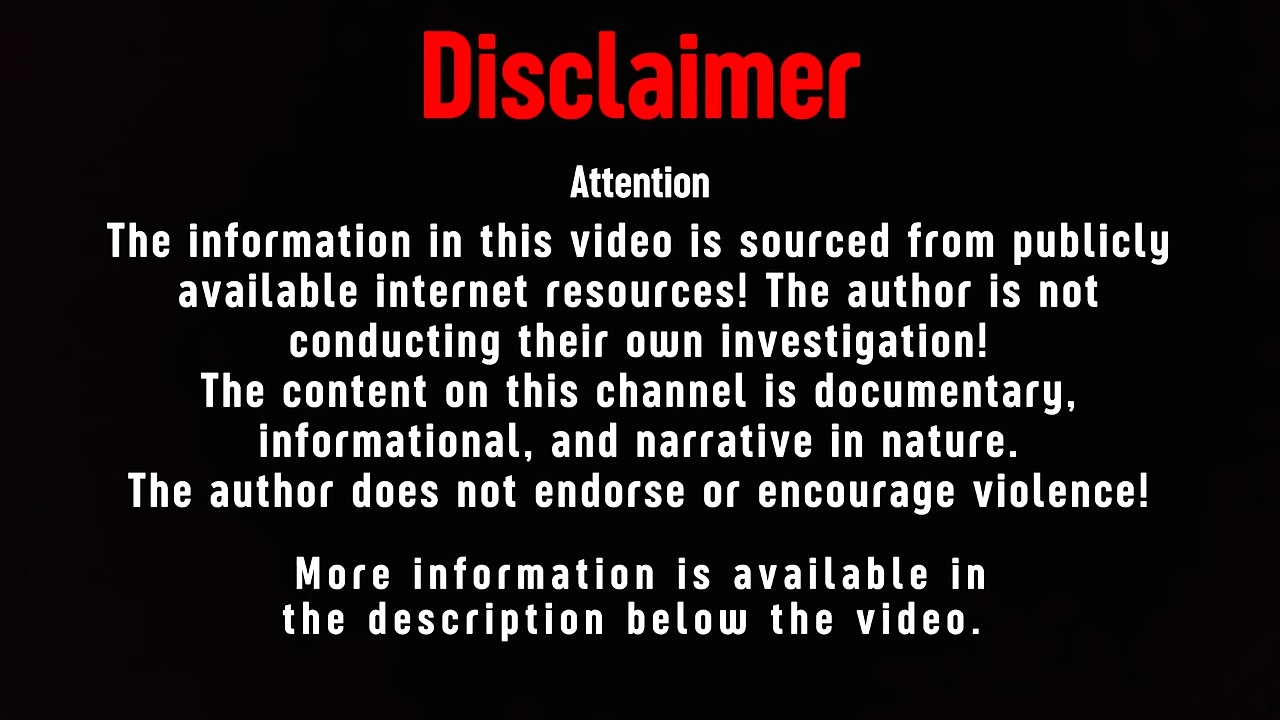 Disclaimer
Attention
The information in this video is sourced from publicly
available internet resources! The author is not
conducting their own investigation!
The content on this channel is documentary,
informational, and narrative in nature.
The author does not endorse or encourage violence!
More information is available in
the description below the video.